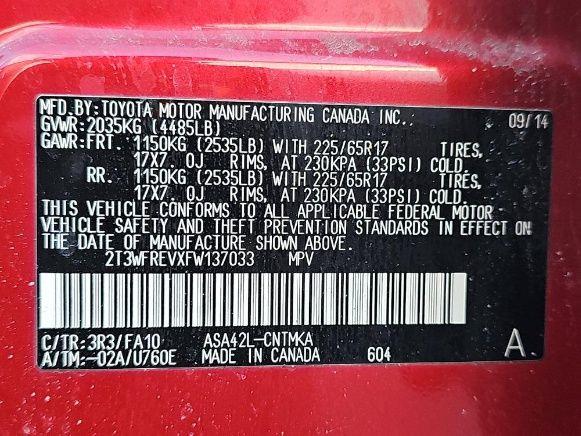 MFD.BY:TOYOTA MOTOR MANUFACTURING CANADA INC. 09/14
GVWR:2035KG (4485LB)
GAWR:FRT. 1150KG (2535LB) WITH 225/65R17 TIRES,
17X7. 0J RIMS, AT 230KPA (33PSI) COLD.
RR. 1150KG (2535LB) WITH 225/65R17 TIRES,
17X7. 0J RIMS, AT 230KPA (33PSI) COLD.
THIS VEHICLE CONFORMS TO ALL APPLICABLE FEDERAL MOTOR
VEHICLE SAFETY AND THEFT PREVENTION STANDARDS IN EFFECT ON
THE DATE OF MANUFACTURE SHOWN ABOVE.
2T3WFREVXFW137033 MPV
C/TR:3R3/FA10 ASA42L-CNTMKA
A/TM:-02A/U760E MADE IN CANADA 604 A